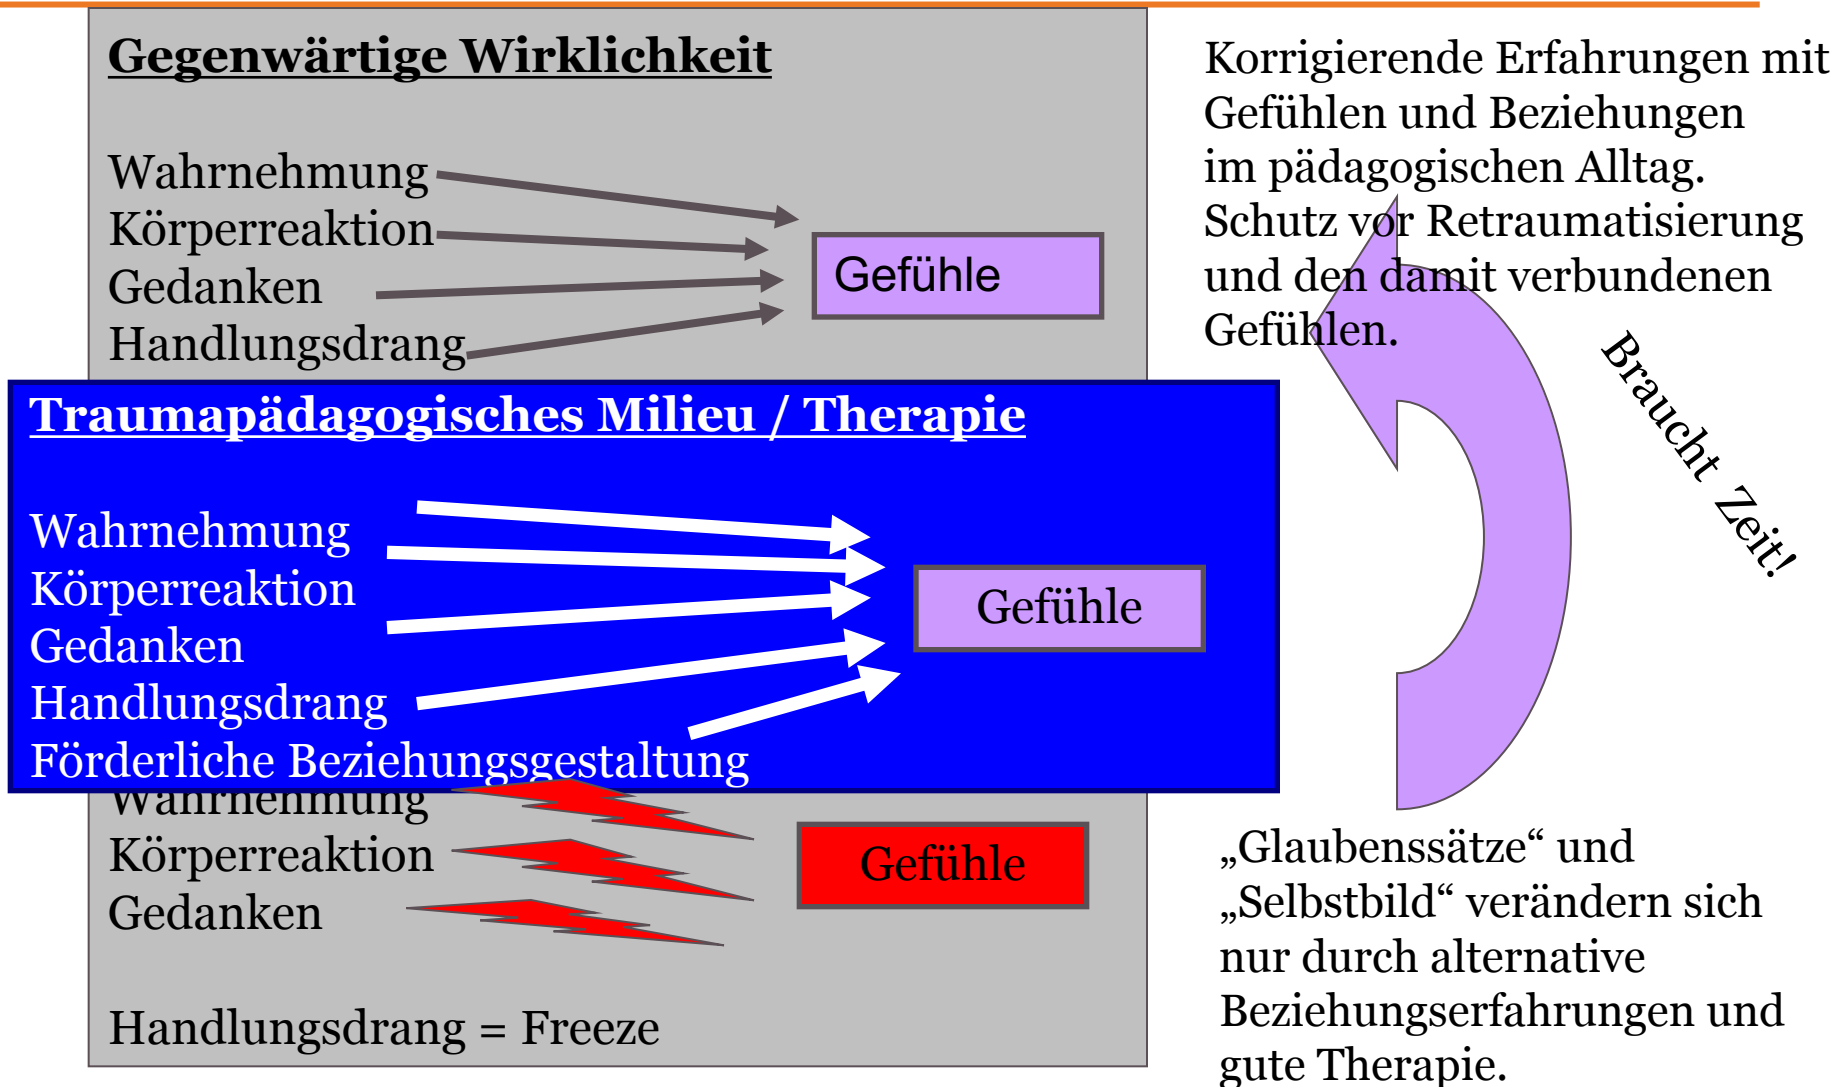 Gegenwärtige Wirklichkeit
Wahrnehmung
Körperreaktion
Gedanken
Handlungsdrang
Gefühle
Korrigierende Erfahrungen mit
Gefühlen und Beziehungen
im pädagogischen Alltag.
Schutz vor Retraumatisierung
und den damit verbundenen
Gefühlen.
Braucht Zeit!
Traumapädagogisches Milieu / Therapie
Wahrnehmung
Körperreaktion
Gedanken
Handlungsdrang
Förderliche Beziehungsgestaltung
Gefühle
Wahrnehmung
Körperreaktion
Gedanken
Handlungsdrang = Freeze
Gefühle
„Glaubenssätze“ und
„Selbstbild“ verändern sich
nur durch alternative
Beziehungserfahrungen und
gute Therapie.